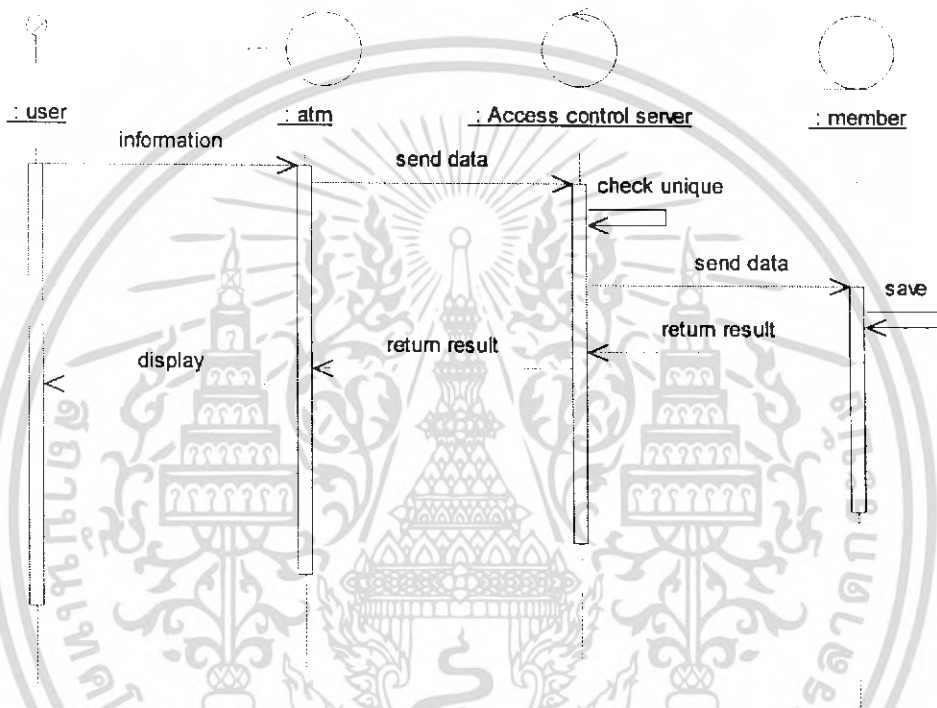 : user
: atm
: Access control server
: member
information
send data
check unique
send data
save
return result
return result
display